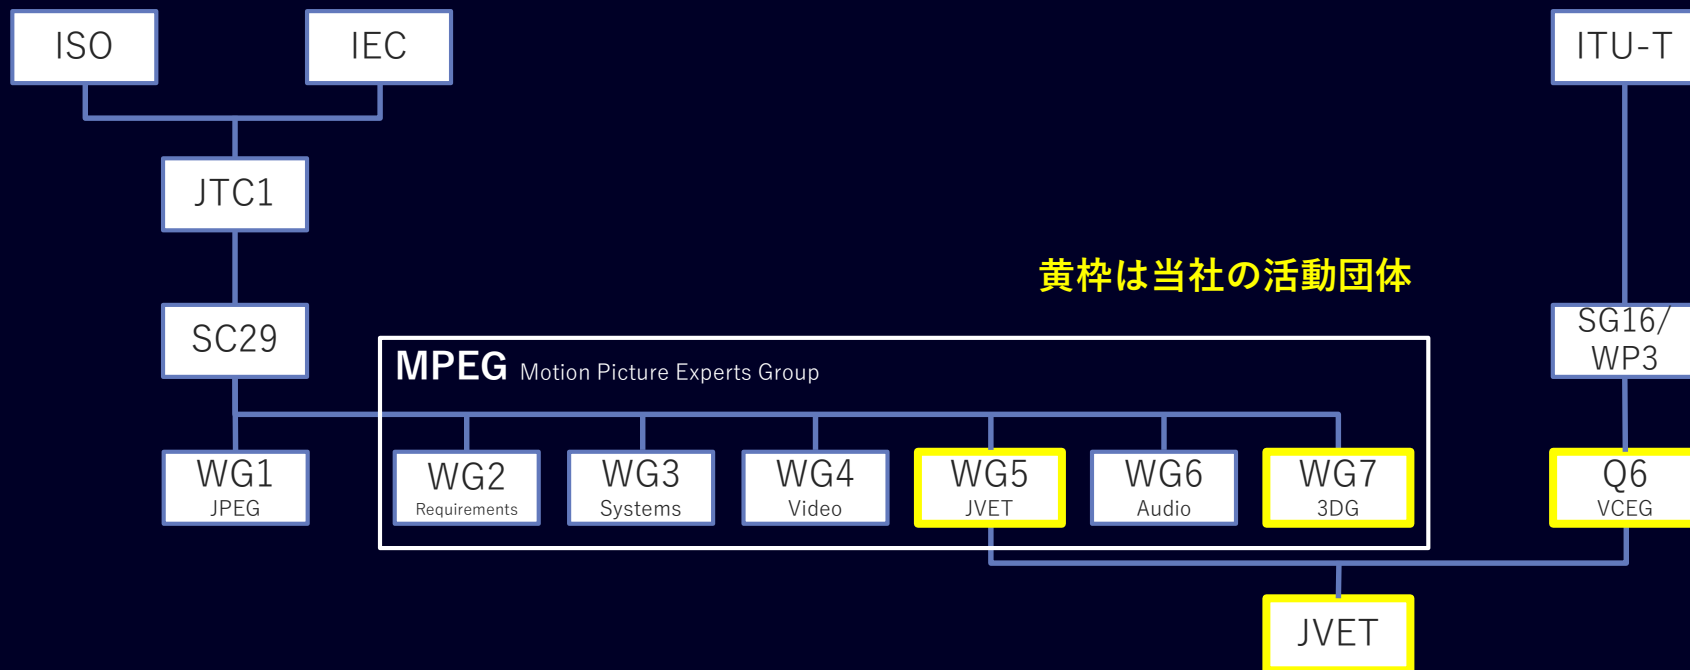 ISO
IEC
ITU-T
JTC1
黄枠は当社の活動団体
SC29
SG16/
WP3
MPEG Motion Picture Experts Group
WG1
JPEG
WG2
Requirements
WG3
Systems
WG4
Video
WG5
JVET
WG6
Audio
WG7
3DG
Q6
VCEG
JVET